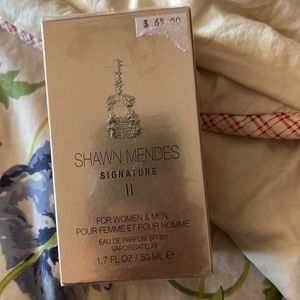 $ 65.00
SHAWN MENDES
SIGNATURE
II
FOR WOMEN & MEN
POUR FEMME ET POUR HOMME
EAU DE PARFUM SPRAY
VAPORISATEUR
1.7 FL OZ / 50 ML ℮